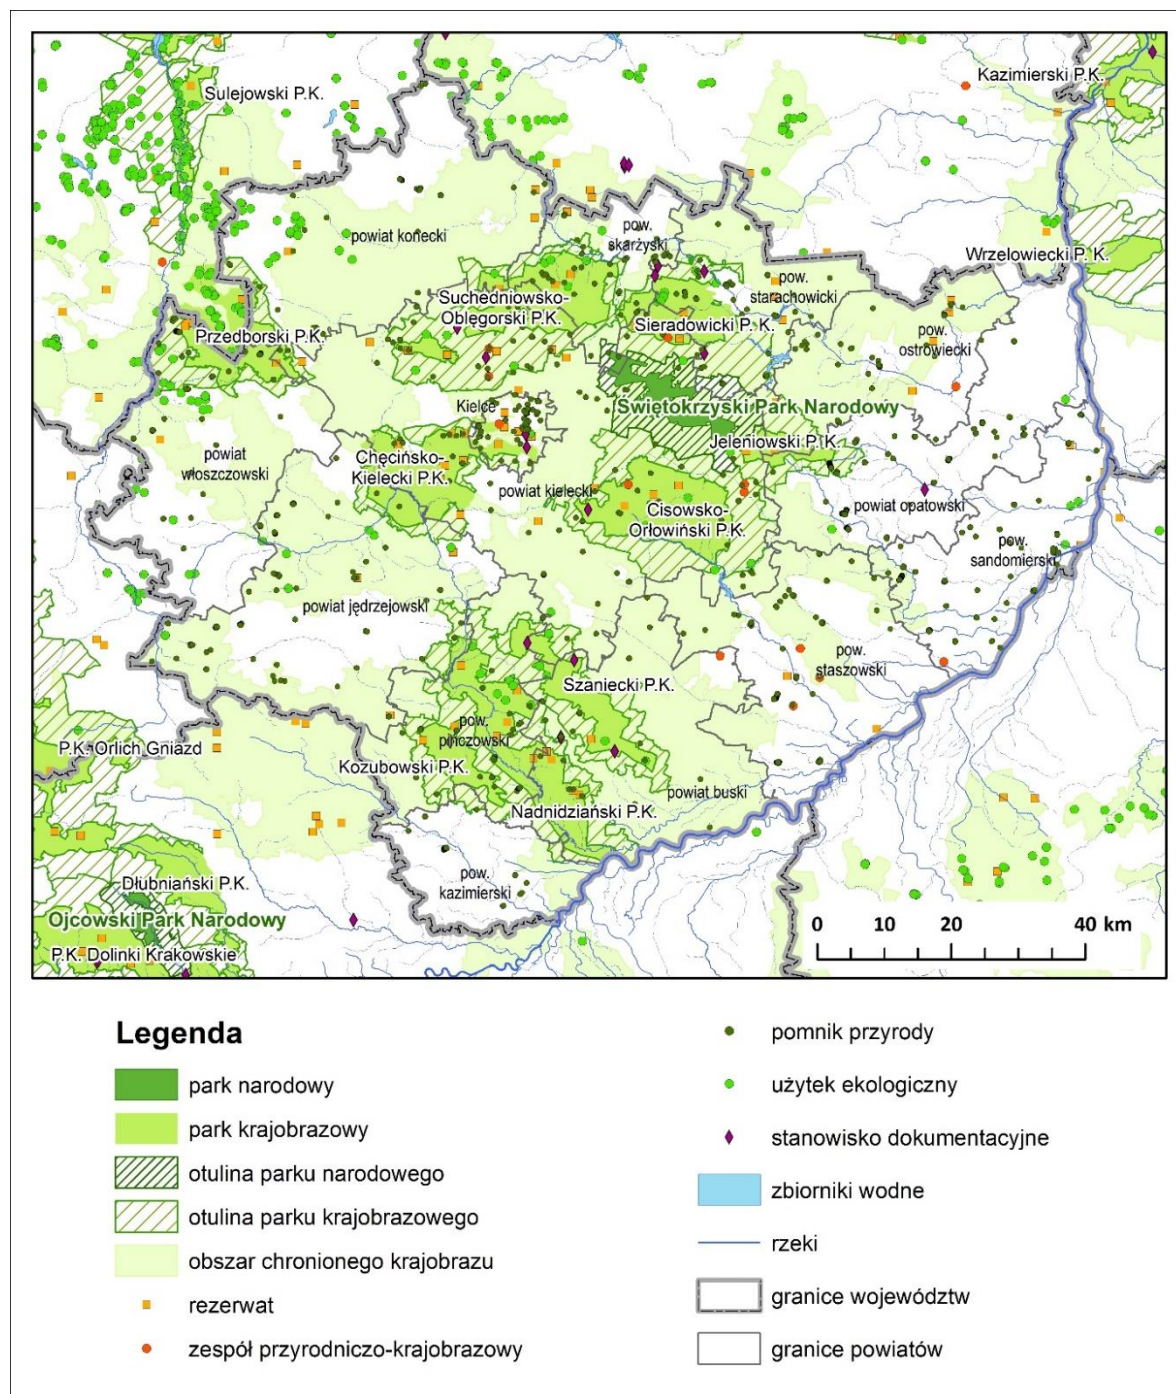 Kazimierski P.K.
Sulejowski P.K.
pow.
skarżyski
powiat konecki
Wrzelowiecki P. K.
pow.
starachowicki
Suchedniowsko-
Oblęgorski P.K.
Sieradowicki P. K.
Przedborski P.K.
pow.
ostrowiecki
Kielce
Świętokrzyski Park Narodowy
Jeleniowski P.K.
powiat
włoszczowski
Chęcińsko-
Kielecki P.K.
powiat kielecki
Cisowsko-
Orłowiński P.K.
powiat opatowski
pow.
sandomierski
powiat jędrzejowski
pow.
staszowski
Szaniecki P.K.
pow.
pińczowski
P.K. Orlich Gniazd
Kozubowski P.K.
powiat buski
Nadnidziański P.K.
pow.
kazimierski
Dłubniański P.K.
Ojcowski Park Narodowy
P.K. Dolinki Krakowskie
0 10 20 40 km
Legenda
park narodowy
park krajobrazowy
otulina parku narodowego
otulina parku krajobrazowego
obszar chronionego krajobrazu
rezerwat
zespół przyrodniczo-krajobrazowy
pomnik przyrody
użytek ekologiczny
stanowisko dokumentacyjne
zbiorniki wodne
rzeki
granice województw
granice powiatów